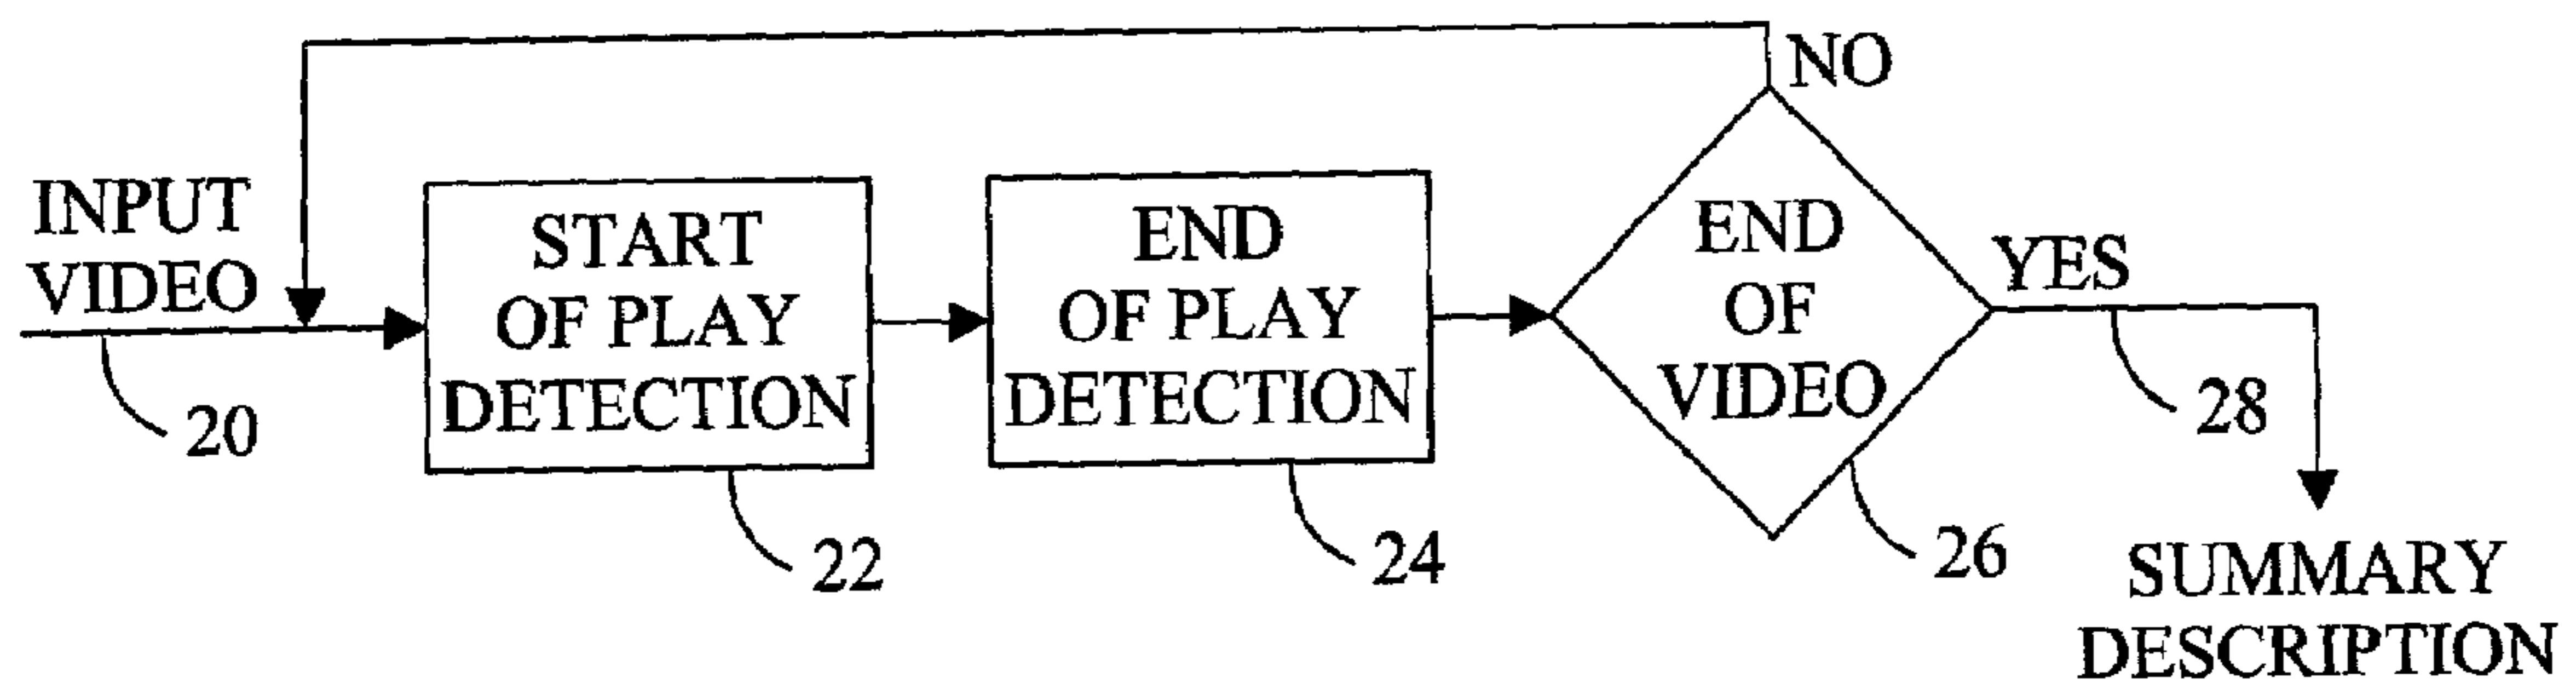 INPUT
VIDEO
20
START
OF PLAY
DETECTION
22
END
OF PLAY
DETECTION
24
END
OF
VIDEO
26
NO
YES
28
SUMMARY
DESCRIPTION